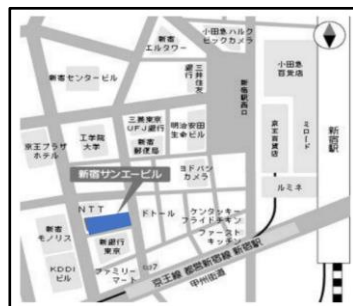 新宿
エルタワー
小田急ハルク
ビックカメラ
小田急
百貨店
新宿駅
三井住友
銀行
新宿センタービル
新宿駅西口
三菱東京
UFJ銀行
明治安田
生命ビル
工学院
大学
新宿
郵便局
京王プラザ
ホテル
京王百貨店
ミロード
ヨドバシ
カメラ
新宿サンエービル
ルミネ
NTT
ドトール
ケンタッキー
フライドチキン
新宿
モノリス
新銀行
東京
ファースト
キッチン
KDDI
ビル
ファミリー
マート
京王線 都営新宿線 新宿駅
甲州街道